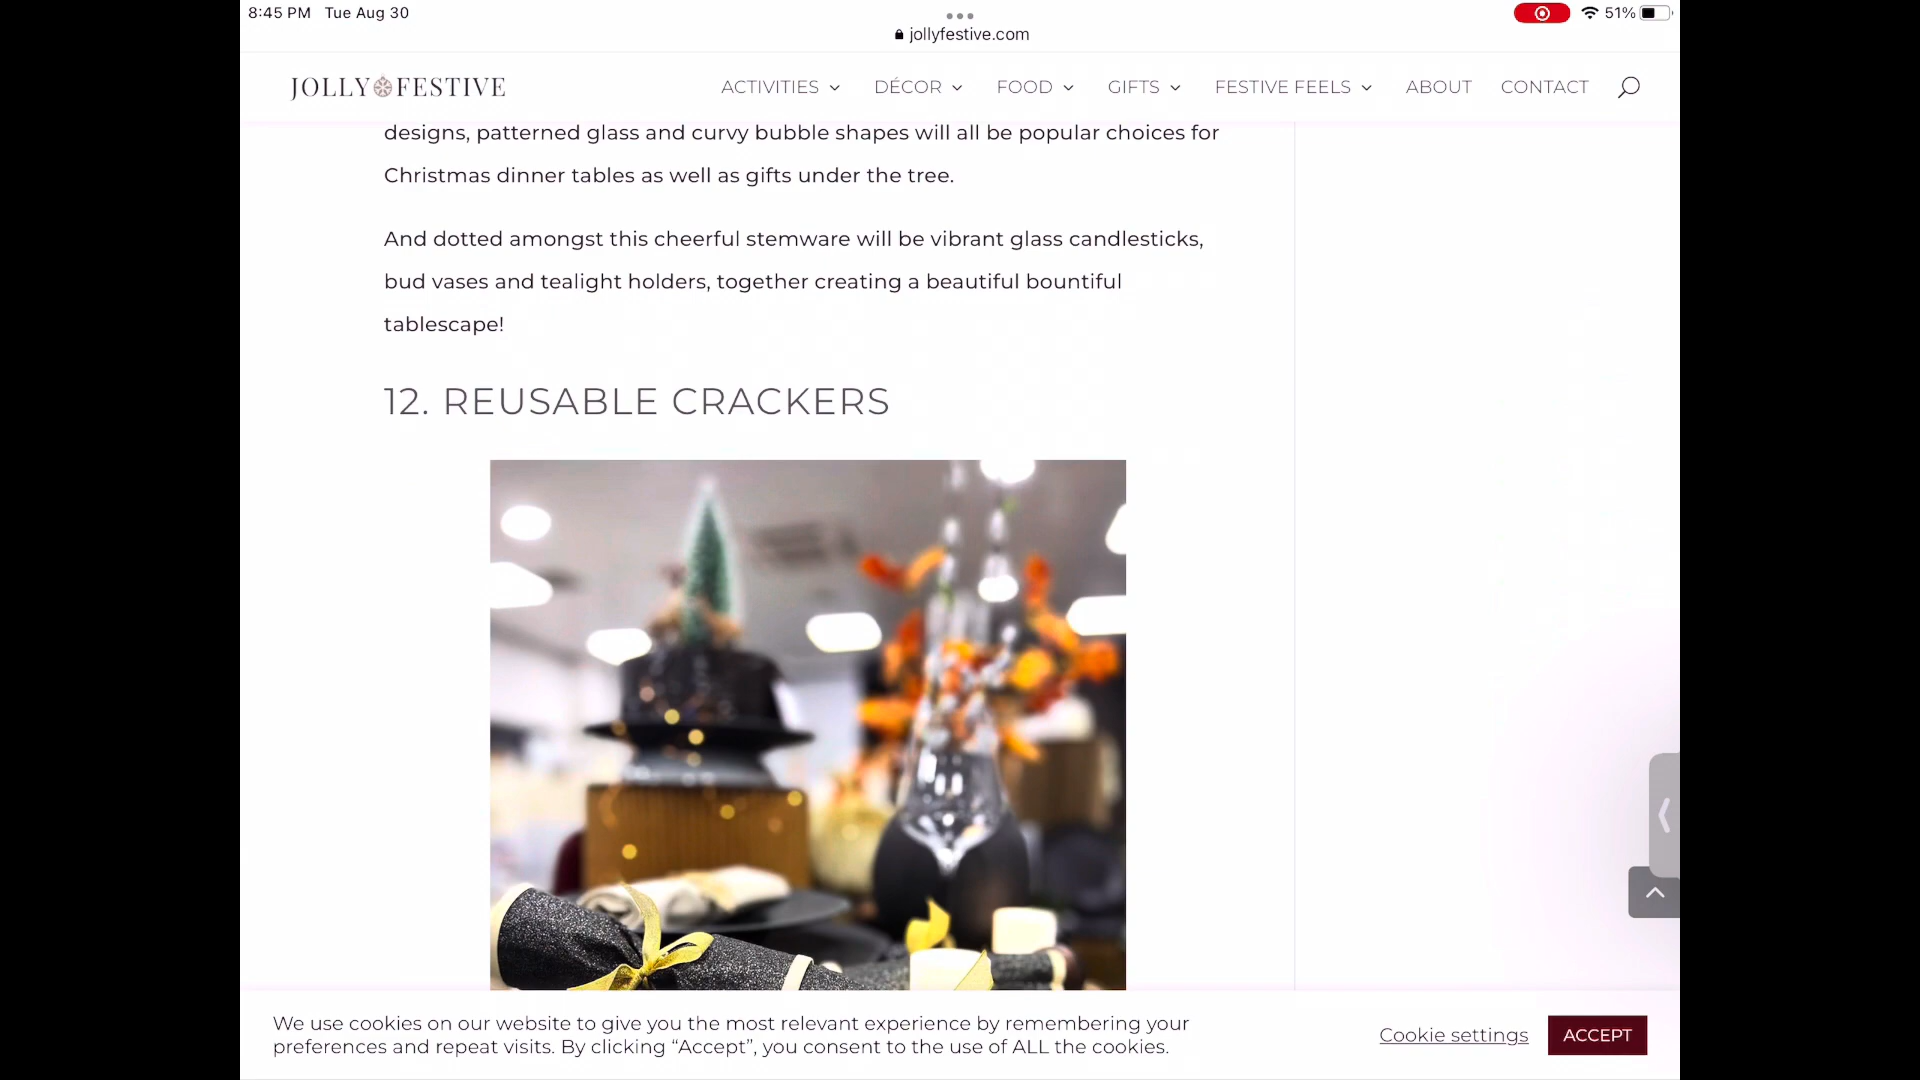 8:45 PM Tue Aug 30
51%
jollyfestive.com
JOLLY FESTIVE
ACTIVITIES DÉCOR FOOD GIFTS FESTIVE FEELS ABOUT CONTACT
designs, patterned glass and curvy bubble shapes will all be popular choices for
Christmas dinner tables as well as gifts under the tree.
And dotted amongst this cheerful stemware will be vibrant glass candlesticks,
bud vases and tealight holders, together creating a beautiful bountiful
tablescape!
12. REUSABLE CRACKERS
We use cookies on our website to give you the most relevant experience by remembering your
preferences and repeat visits. By clicking “Accept”, you consent to the use of ALL the cookies.
Cookie settings
ACCEPT